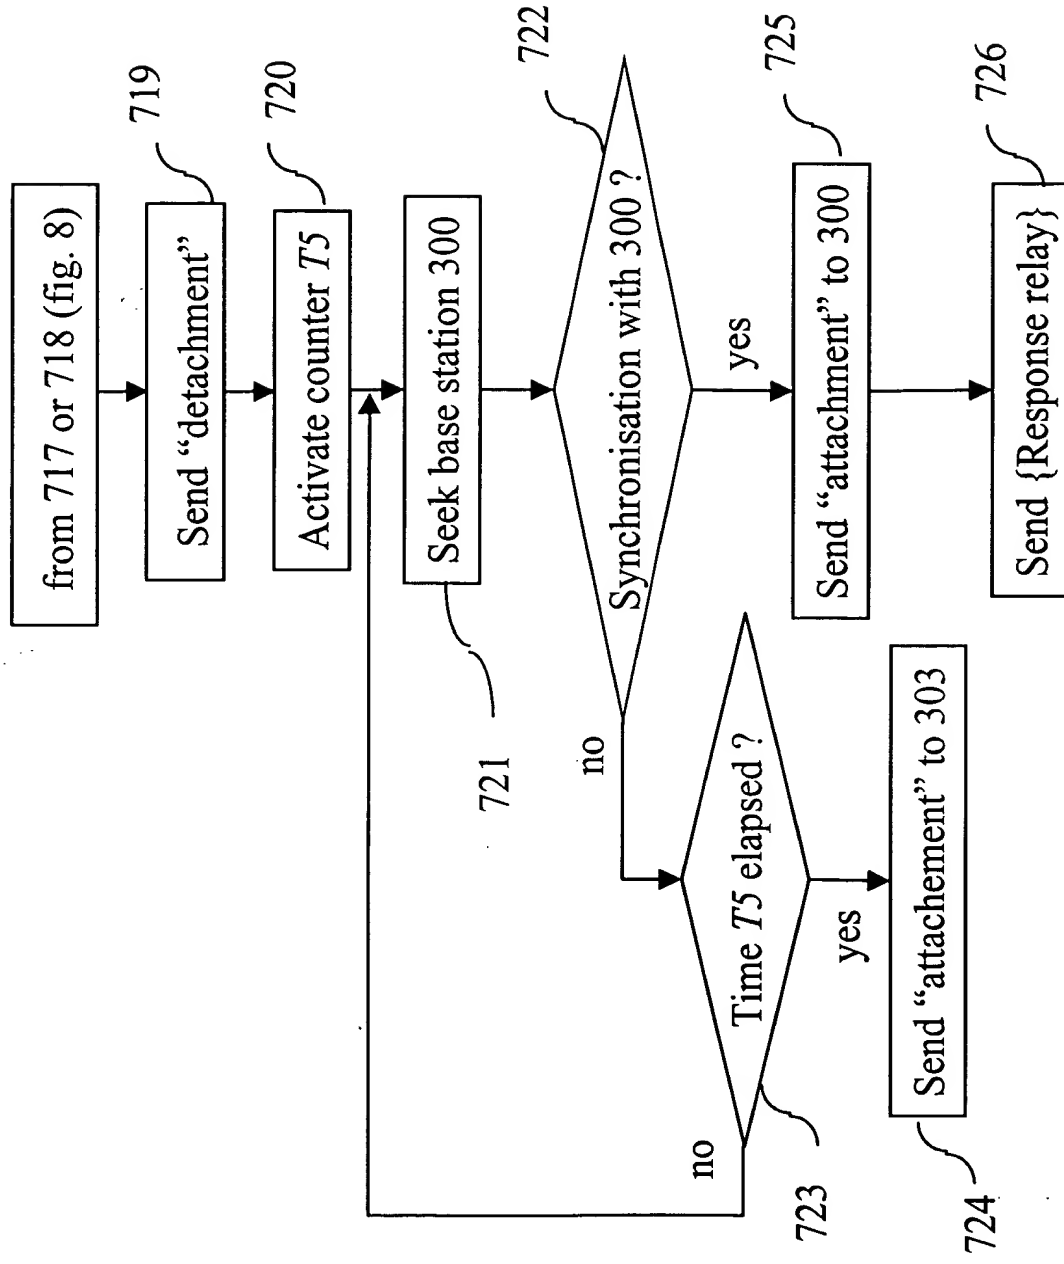 from 717 or 718 (fig. 8)
719
Send “detachment”
720
Activate counter T5
Seek base station 300
721
722
Synchronisation with 300 ?
no
yes
Time T5 elapsed ?
723
no
yes
725
Send “attachment” to 300
Send “attachement” to 303
724
726
Send {Response relay}